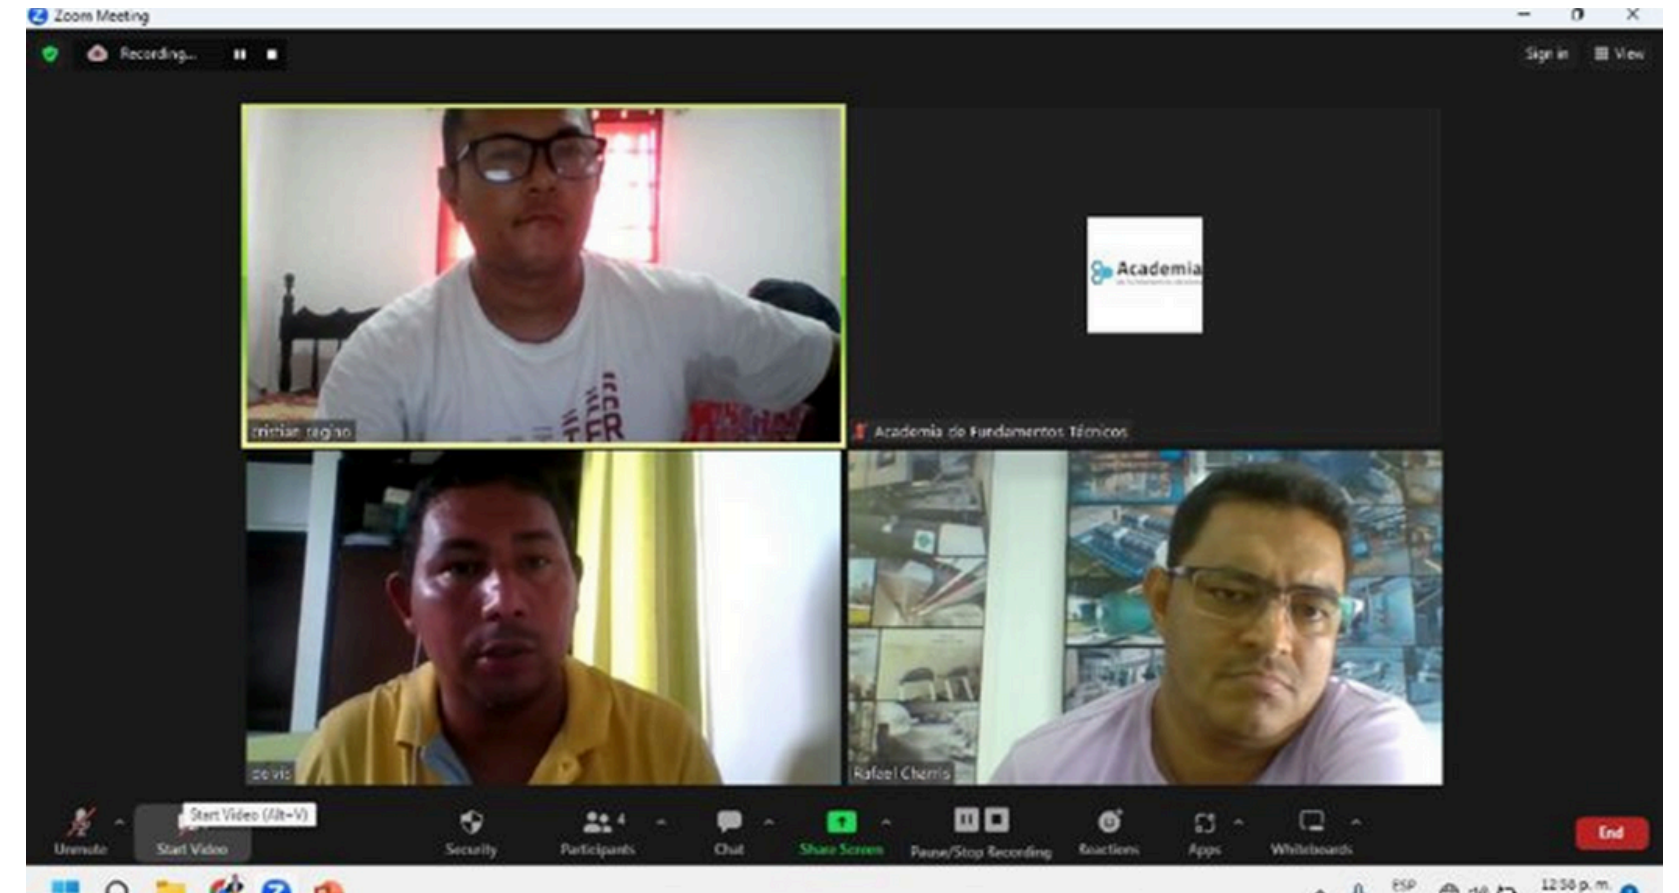 Zoom Meeting
Recording...
Sign in
View
Academia
cristian regino
Academia de Fundamentos Técnicos
Rafael Charris
Start Video (Alt+V)
Unmute
Start Video
Security
4
Participants
Chat
Share Screen
Pause/Stop Recording
Reactions
Apps
Whiteboards
End
ESP
12:58 p. m.